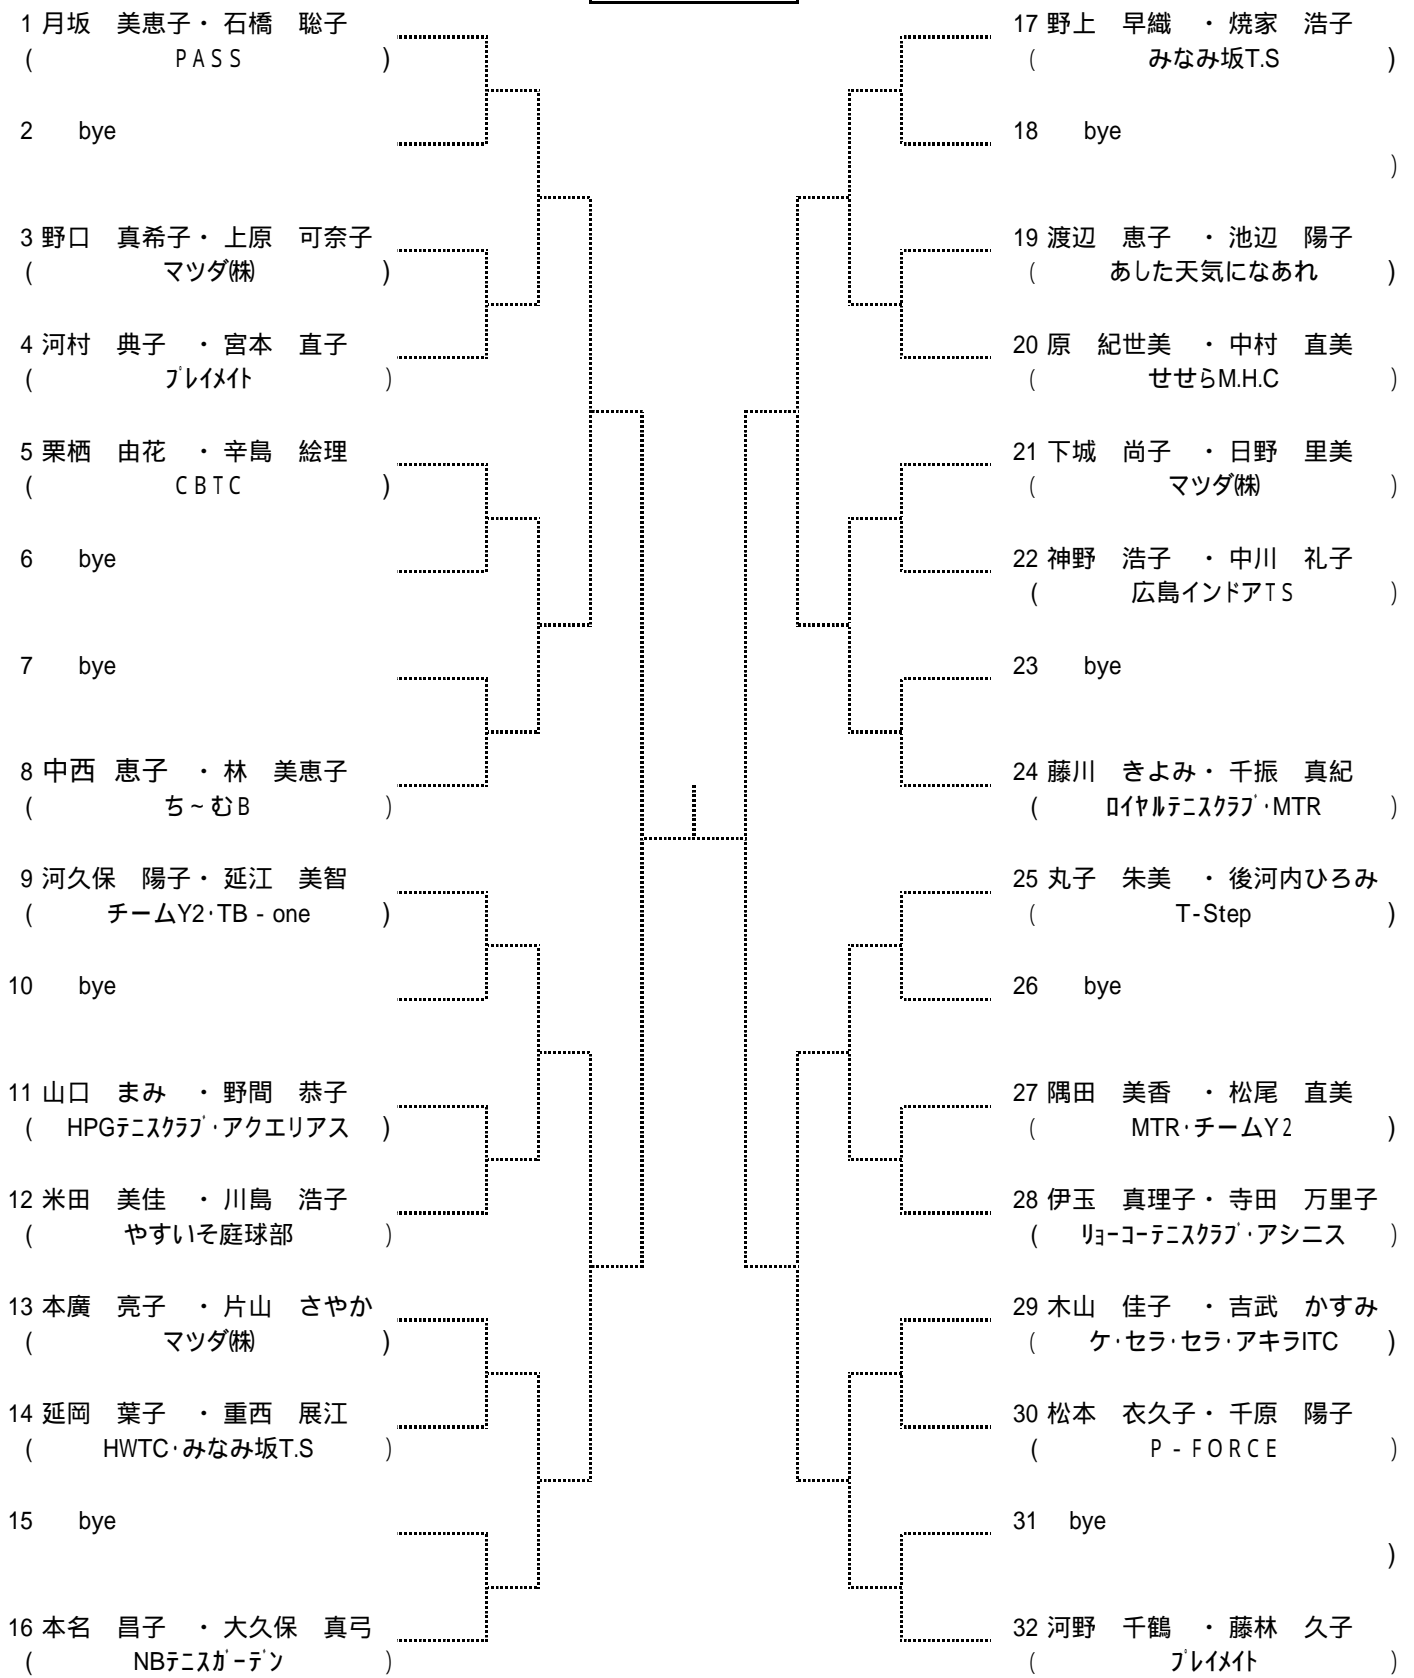 1 月坂　美恵子・ 石橋　聡子
(　PASS　)
2　bye
3 野口　真希子・ 上原　可奈子
(　マツダ㈱　)
4 河村　典子　・ 宮本　直子
(　ﾌﾟﾚｲﾒｲﾄ　)
5 栗栖　由花　・ 辛島　絵理
(　CBTC　)
6　bye
7　bye
8 中西　恵子　・ 林　美恵子
(　ち～むB　)
9 河久保　陽子・ 延江　美智
(　チームY2･TB - one　)
10　bye
11 山口　まみ　・ 野間　恭子
(　HPGﾃﾆｽｸﾗﾌﾞ･アクエリアス　)
12 米田　美佳　・ 川島　浩子
(　やすいそ庭球部　)
13 本廣　亮子　・ 片山　さやか
(　マツダ㈱　)
14 延岡　葉子　・ 重西　展江
(　HWTC･みなみ坂T.S　)
15　bye
16 本名　昌子　・ 大久保　真弓
(　NBﾃﾆｽｶﾞｰﾃﾞﾝ　)
17 野上　早織　・ 焼家　浩子
(　みなみ坂T.S　)
18　bye
)
19 渡辺　恵子　・ 池辺　陽子
(　あした天気になあれ　)
20 原　紀世美　・ 中村　直美
(　せせらM.H.C　)
21 下城　尚子　・ 日野　里美
(　マツダ㈱　)
22 神野　浩子　・ 中川　礼子
(　広島インドアTS　)
23　bye
24 藤川　きよみ・ 千振　真紀
(　ﾛｲﾔﾙﾃﾆｽｸﾗﾌﾞ･MTR　)
25 丸子　朱美　・ 後河内ひろみ
(　T-Step　)
26　bye
27 隅田　美香　・ 松尾　直美
(　MTR･チームY2　)
28 伊玉　真理子・ 寺田　万里子
(　ﾘｮｰｺｰﾃﾆｽｸﾗﾌﾞ･アシニス　)
29 木山　佳子　・ 吉武　かすみ
(　ケ･セラ･セラ･アキラITC　)
30 松本　衣久子・ 千原　陽子
(　P - FORCE　)
31　bye
)
32 河野　千鶴　・ 藤林　久子
(　ﾌﾟﾚｲﾒｲﾄ　)